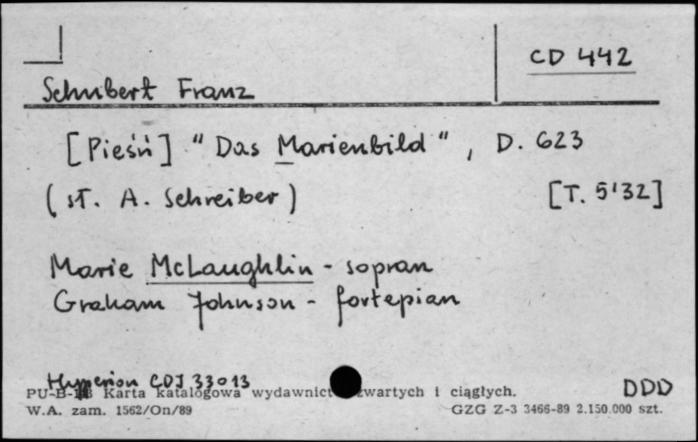 CD 442
Schubert Franz
[Pieśń] "Das Marienbild", D. 623
(sł. A. Schreiber) [T. 5'32]
Marie McLaughlin - sopran
Graham Johnson - fortepian
Hyperion CDJ 33013 DDD
Karta katalogowa wydawnictw zwartych i ciągłych.
W.A. zam. 1562/On/89 GZG Z-3 3466-89 2.150.000 szt.